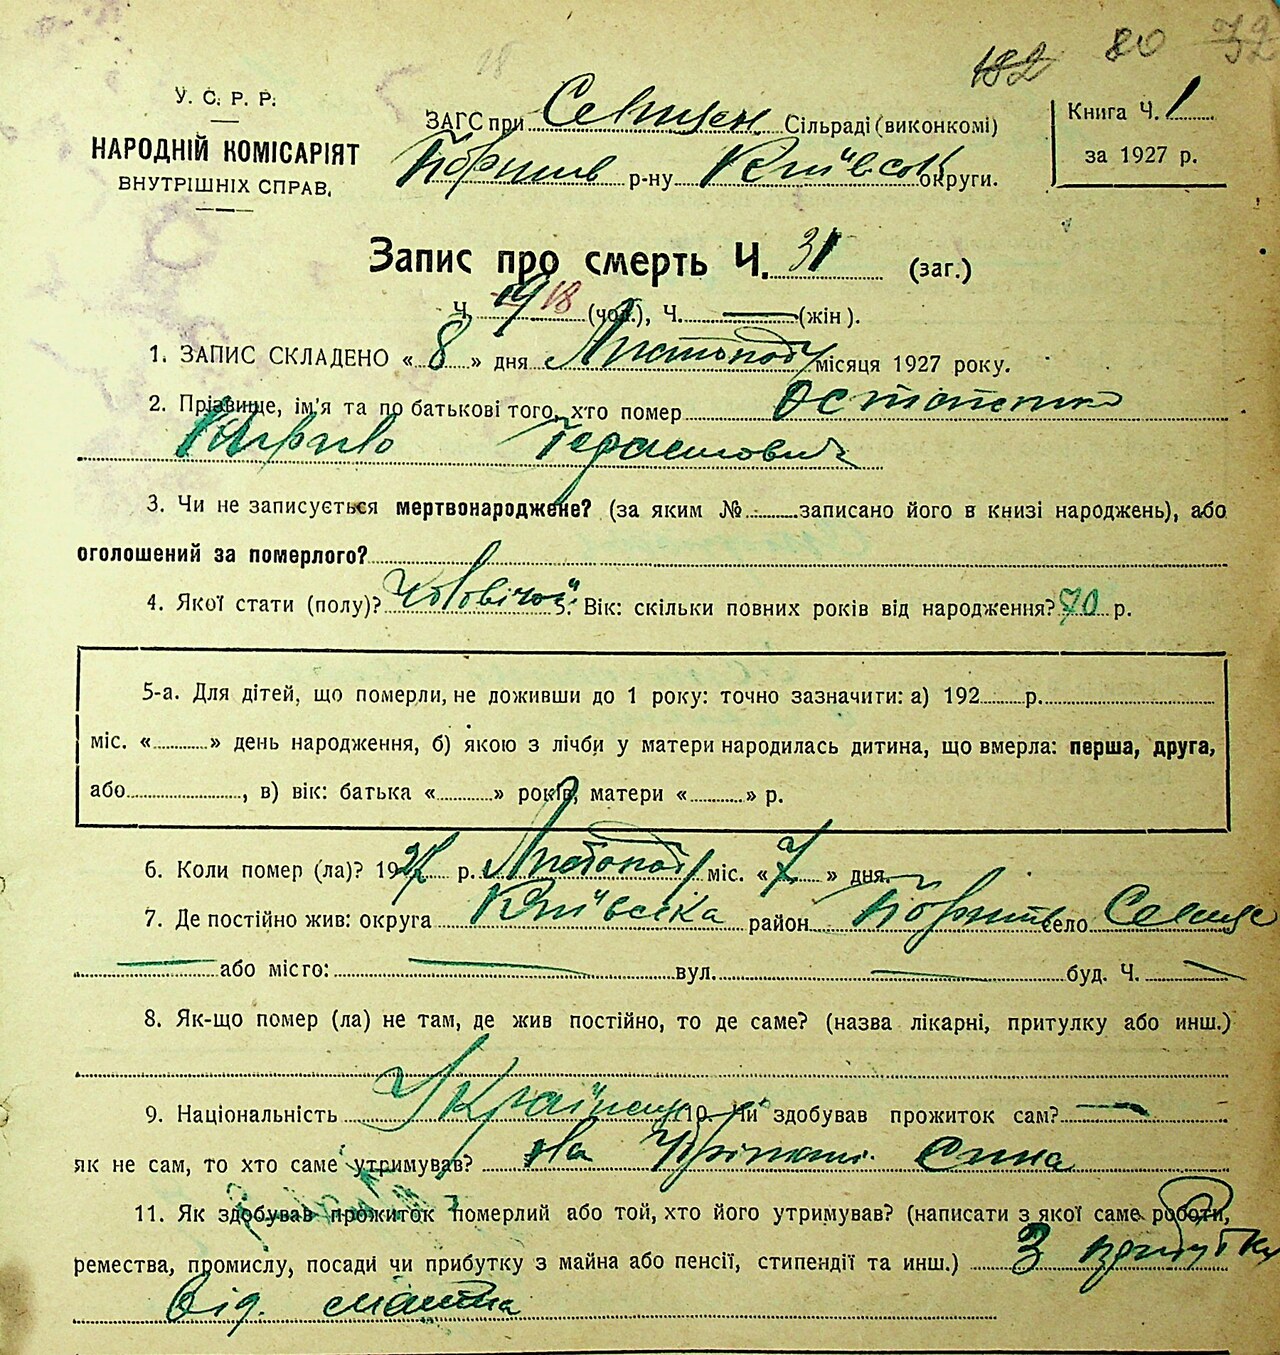 182 80 72
У. С. Р. Р.
НАРОДНІЙ КОМІСАРІЯТ
ВНУТРІШНІХ СПРАВ.
ЗАГС при Селищен Сільраді (виконкомі)
р-ну Київськ округи.
Книга Ч. 1
за 1927 р.
Запис про смерть Ч. 31 (заг.)
Ч. 19 18 (чол.), Ч. — (жін).
1. ЗАПИС СКЛАДЕНО « 8 » дня Листопаду місяця 1927 року.
2. Прізвище, ім'я та по батькові того, хто помер Остапенко
Кирило Герасимович
3. Чи не записується мертвонароджене? (за яким № записано його в книзі народжень), або
оголошений за померлого?
4. Якої стати (полу)? Чоловічої 5. Вік: скільки повних років від народження? 70 р.
5-а. Для дітей, що померли, не доживши до 1 року: точно зазначити: а) 192 р.
міс. « » день народження, б) якою з лічби у матери народилась дитина, що вмерла: перша, друга,
або , в) вік: батька « » років, матери « » р.
6. Коли помер (ла)? 1927 р. Листопаду міс. « 7 » дня.
7. Де постійно жив: округа Київська район село Селище
— або місто: — вул. — буд. Ч. —
8. Як-що помер (ла) не там, де жив постійно, то де саме? (назва лікарні, притулку або инш.)
9. Національність Українець 10. Чи здобував прожиток сам? —
як не сам, то хто саме утримував? На утрімані Сина
11. Як здобував прожиток померлий або той, хто його утримував? (написати з якої саме роботи,
ремества, промислу, посади чи прибутку з майна або пенсії, стипендії та инш.) З прибутку
від. маитка